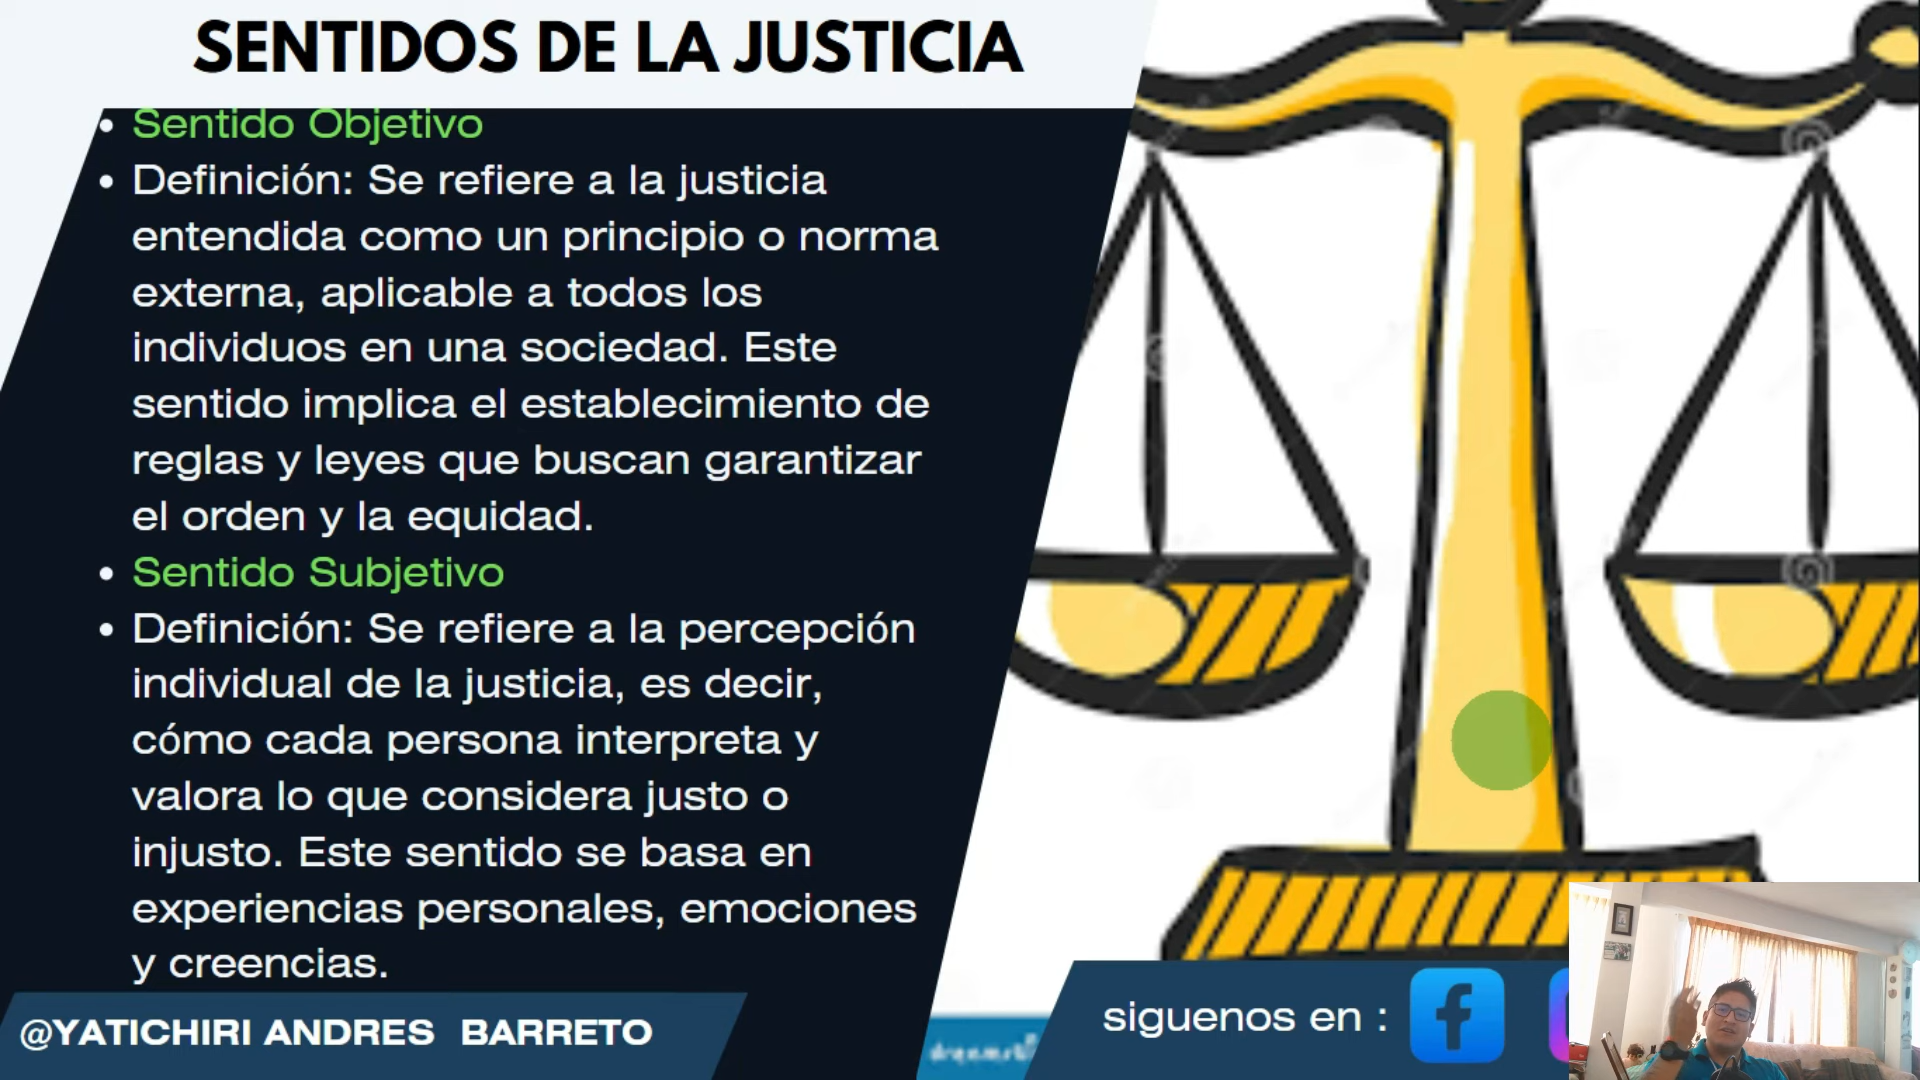 SENTIDOS DE LA JUSTICIA
• Sentido Objetivo
• Definición: Se refiere a la justicia
entendida como un principio o norma
externa, aplicable a todos los
individuos en una sociedad. Este
sentido implica el establecimiento de
reglas y leyes que buscan garantizar
el orden y la equidad.
• Sentido Subjetivo
• Definición: Se refiere a la percepción
individual de la justicia, es decir,
cómo cada persona interpreta y
valora lo que considera justo o
injusto. Este sentido se basa en
experiencias personales, emociones
y creencias.
@YATICHIRI ANDRES BARRETO
siguenos en :